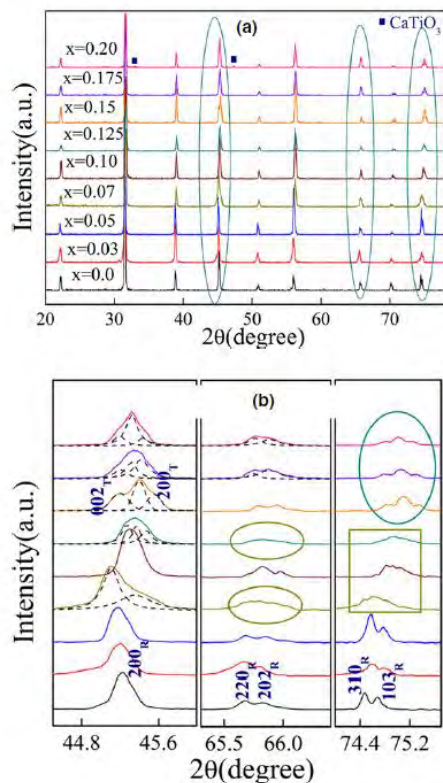 (a)
■ CaTiO₃
x=0.20
x=0.175
x=0.15
x=0.125
x=0.10
x=0.07
x=0.05
x=0.03
x=0.0
Intensity(a.u.)
20 30 40 50 60 70
2θ(degree)
(b)
002T
200T
200R
220R
202R
310R
103R
Intensity(a.u.)
44.8 45.6 65.5 66.0 74.4 75.2
2θ(degree)